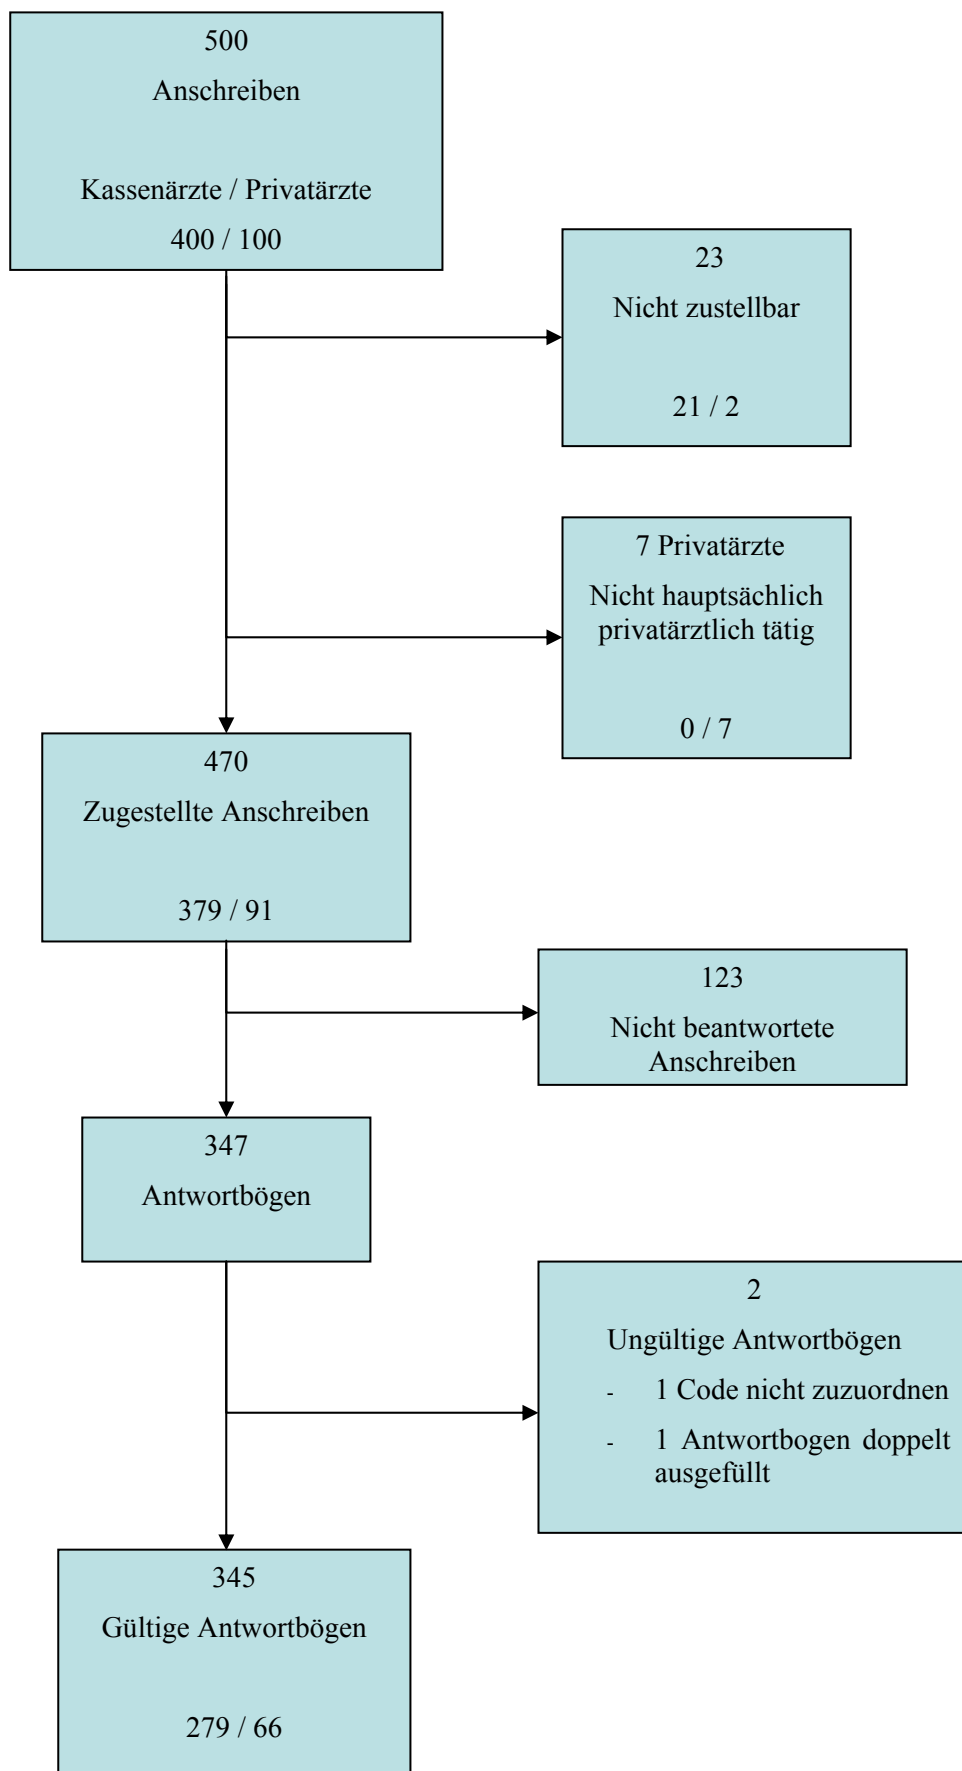 500
Anschreiben
Kassenärzte / Privatärzte
400 / 100
23
Nicht zustellbar
21 / 2
7 Privatärzte
Nicht hauptsächlich
privatärztlich tätig
0 / 7
470
Zugestellte Anschreiben
379 / 91
123
Nicht beantwortete
Anschreiben
347
Antwortbögen
2
Ungültige Antwortbögen
- 1 Code nicht zuzuordnen
- 1 Antwortbogen doppelt
ausgefüllt
345
Gültige Antwortbögen
279 / 66